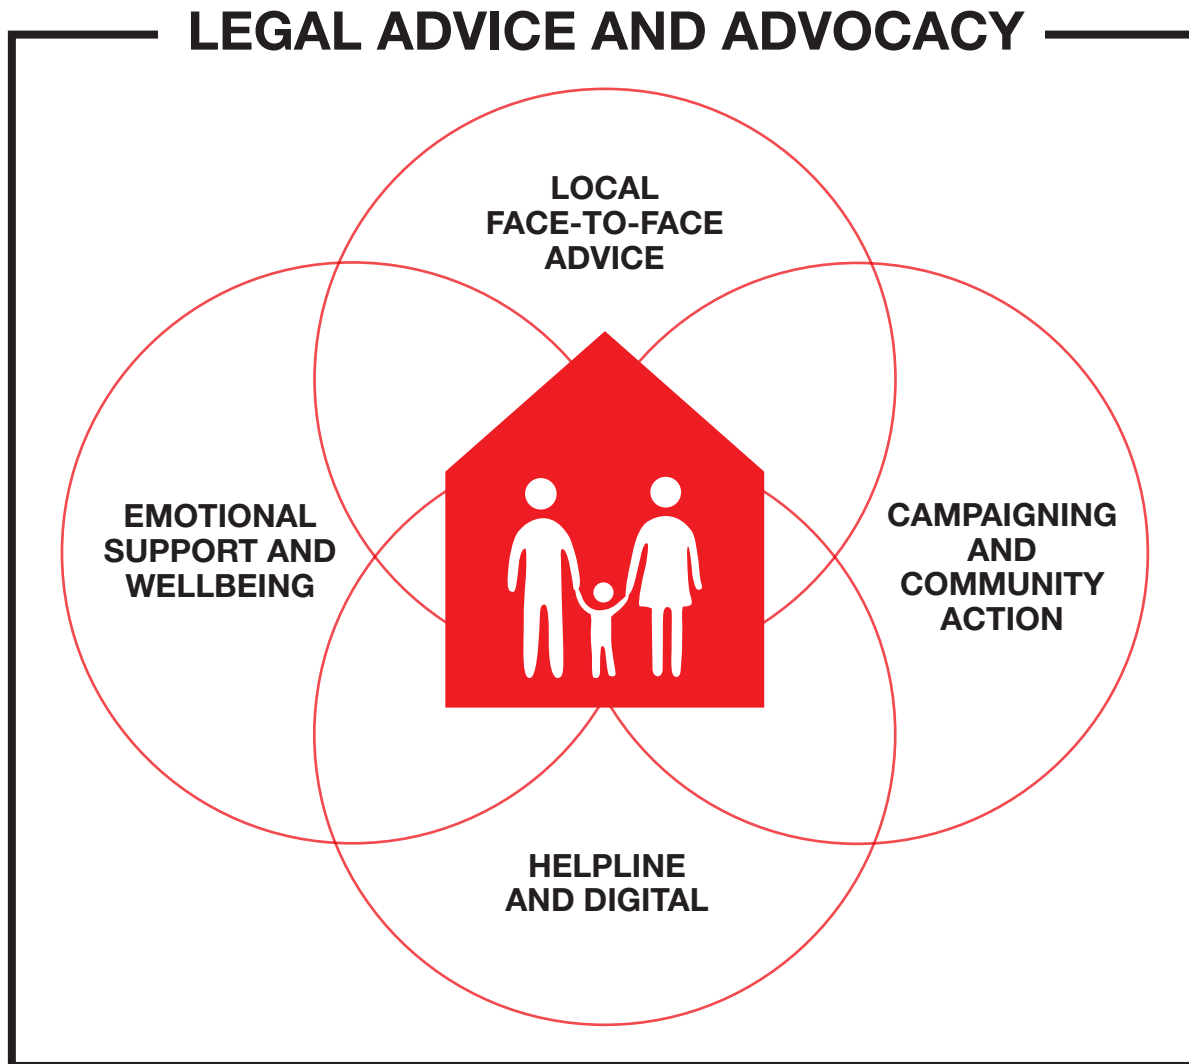 LEGAL ADVICE AND ADVOCACY
LOCAL
FACE-TO-FACE
ADVICE
EMOTIONAL
SUPPORT AND
WELLBEING
CAMPAIGNING
AND
COMMUNITY
ACTION
HELPLINE
AND DIGITAL